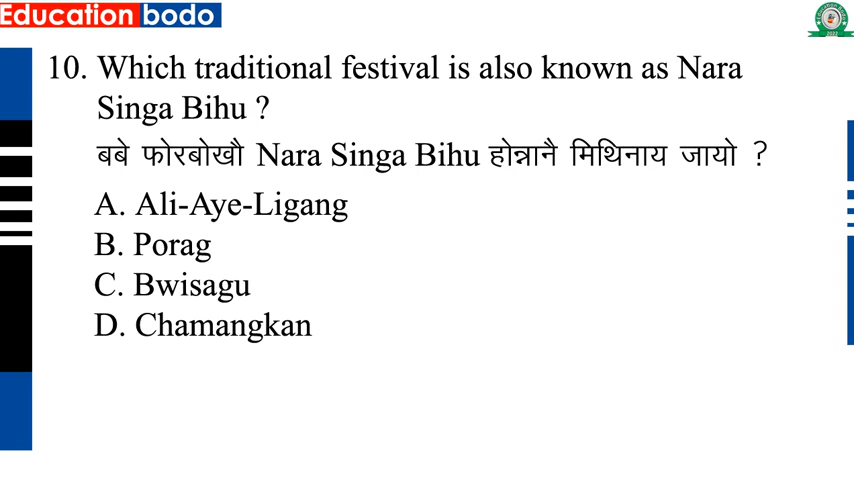 Education bodo
10. Which traditional festival is also known as Nara
Singa Bihu ?
बबे फोरबोखौ Nara Singa Bihu होन्नानै मिथिनाय जायो ?
A. Ali-Aye-Ligang
B. Porag
C. Bwisagu
D. Chamangkan
2022